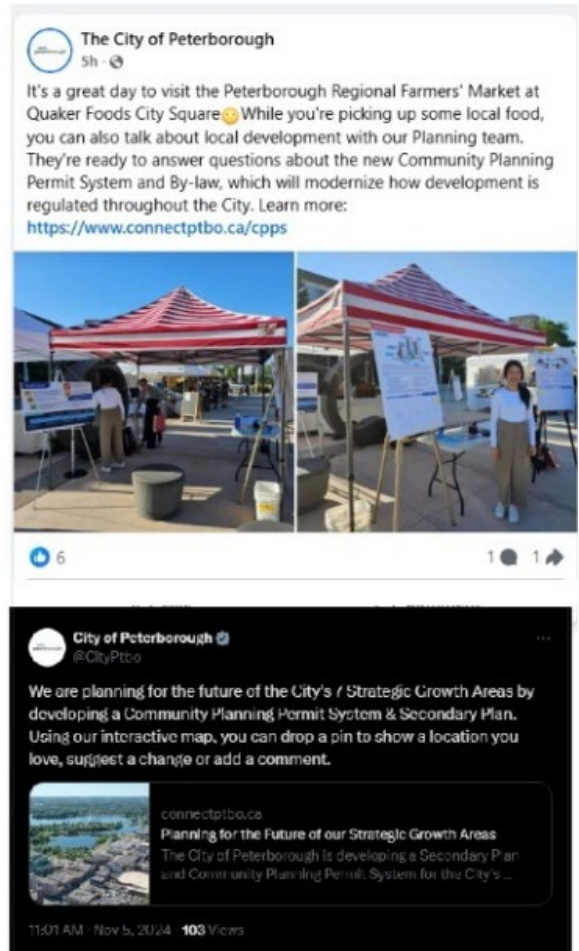 The City of Peterborough
5h
It's a great day to visit the Peterborough Regional Farmers' Market at
Quaker Foods City Square While you're picking up some local food,
you can also talk about local development with our Planning team.
They're ready to answer questions about the new Community Planning
Permit System and By-law, which will modernize how development is
regulated throughout the City. Learn more:
https://www.connectptbo.ca/cpps
6
1 1
City of Peterborough
@CityPtbo
We are planning for the future of the City's 7 Strategic Growth Areas by
developing a Community Planning Permit System & Secondary Plan.
Using our interactive map, you can drop a pin to show a location you
love, suggest a change or add a comment.
connectptbo.ca
Planning for the Future of our Strategic Growth Areas
The City of Peterborough is developing a Secondary Plan
and Community Planning Permit System for the City's ...
11:01 AM · Nov 5, 2024 · 103 Views